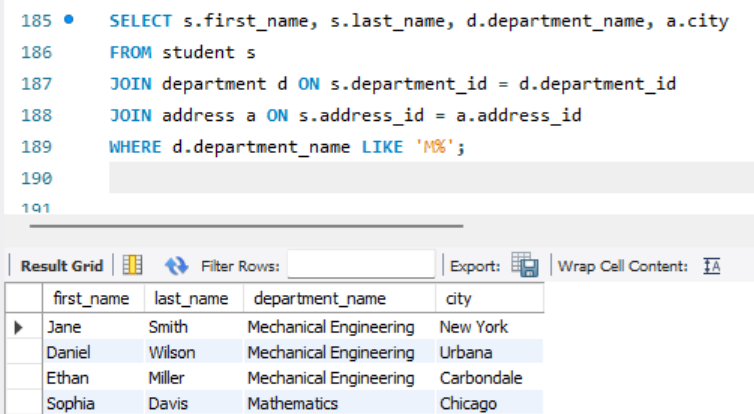 185 SELECT s.first_name, s.last_name, d.department_name, a.city
186 FROM student s
187 JOIN department d ON s.department_id = d.department_id
188 JOIN address a ON s.address_id = a.address_id
189 WHERE d.department_name LIKE 'M%';
190
191
Result Grid Filter Rows: Export: Wrap Cell Content: IA
first_name last_name department_name city
Jane Smith Mechanical Engineering New York
Daniel Wilson Mechanical Engineering Urbana
Ethan Miller Mechanical Engineering Carbondale
Sophia Davis Mathematics Chicago